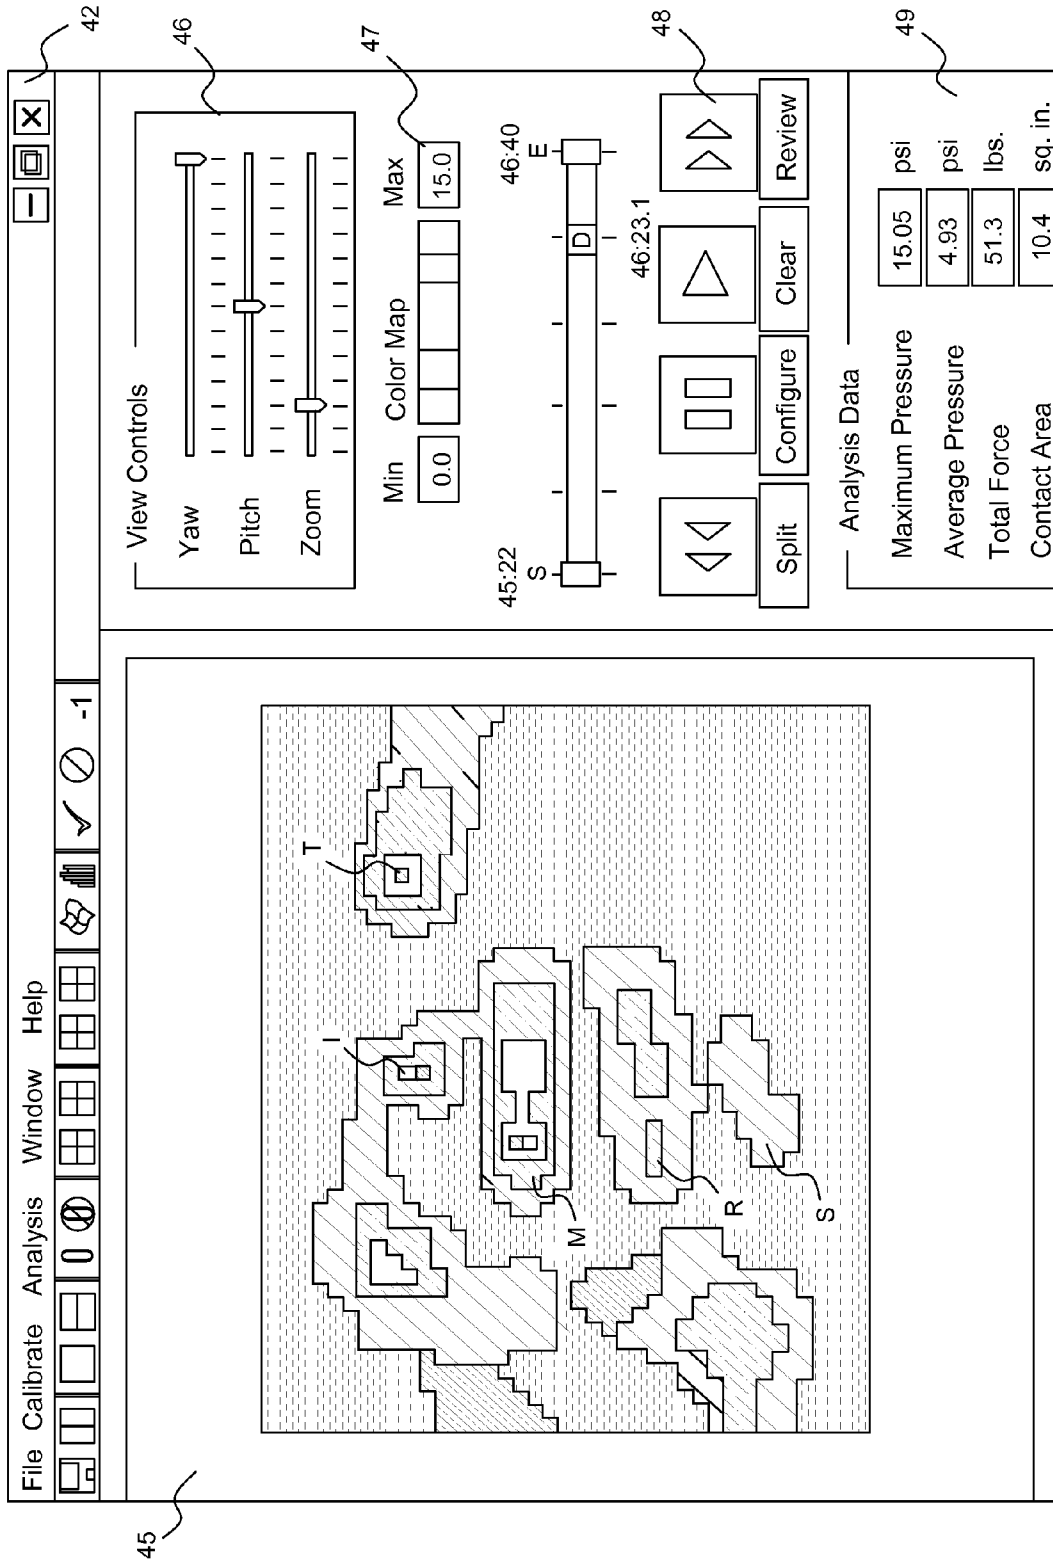 42
File Calibrate Analysis Window Help
-1
45
T
I
M
R
S
View Controls
46
Yaw
Pitch
Zoom
47
Min Color Map Max
0.0 15.0
45:22 46:40
S E
D
46:23.1
48
Split Configure Clear Review
Analysis Data
49
Maximum Pressure 15.05 psi
Average Pressure 4.93 psi
Total Force 51.3 lbs.
Contact Area 10.4 sq. in.